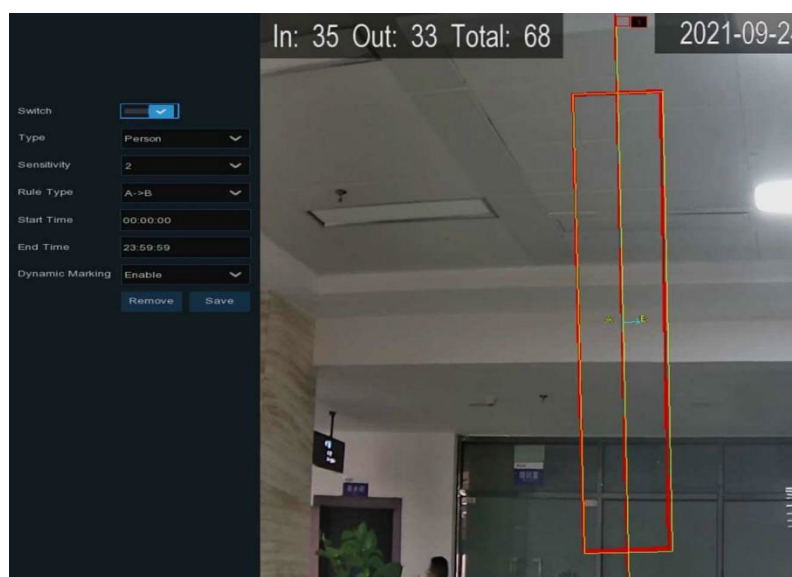 In: 35 Out: 33 Total: 68
2021-09-24
Switch
Type
Person
Sensitivity
2
Rule Type
A->B
Start Time
00:00:00
End Time
23:59:59
Dynamic Marking
Enable
Remove
Save
A
B